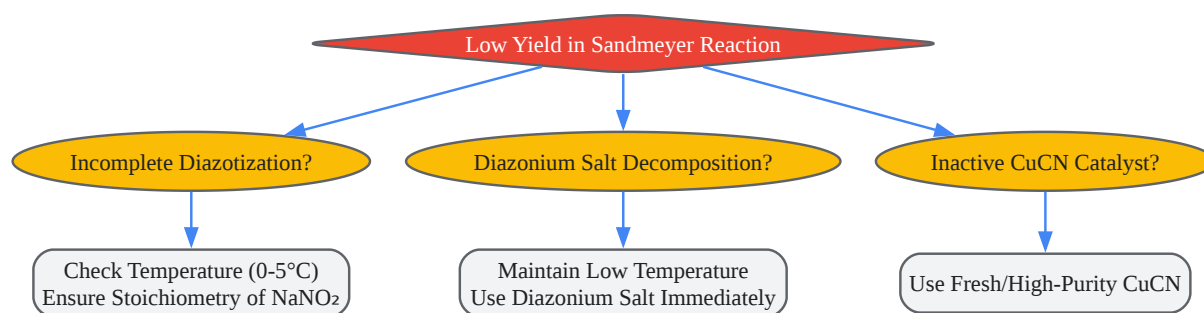 Low Yield in Sandmeyer Reaction
Incomplete Diazotization?
Diazonium Salt Decomposition?
Inactive CuCN Catalyst?
Check Temperature (0-5°C)
Ensure Stoichiometry of NaNO₂
Maintain Low Temperature
Use Diazonium Salt Immediately
Use Fresh/High-Purity CuCN